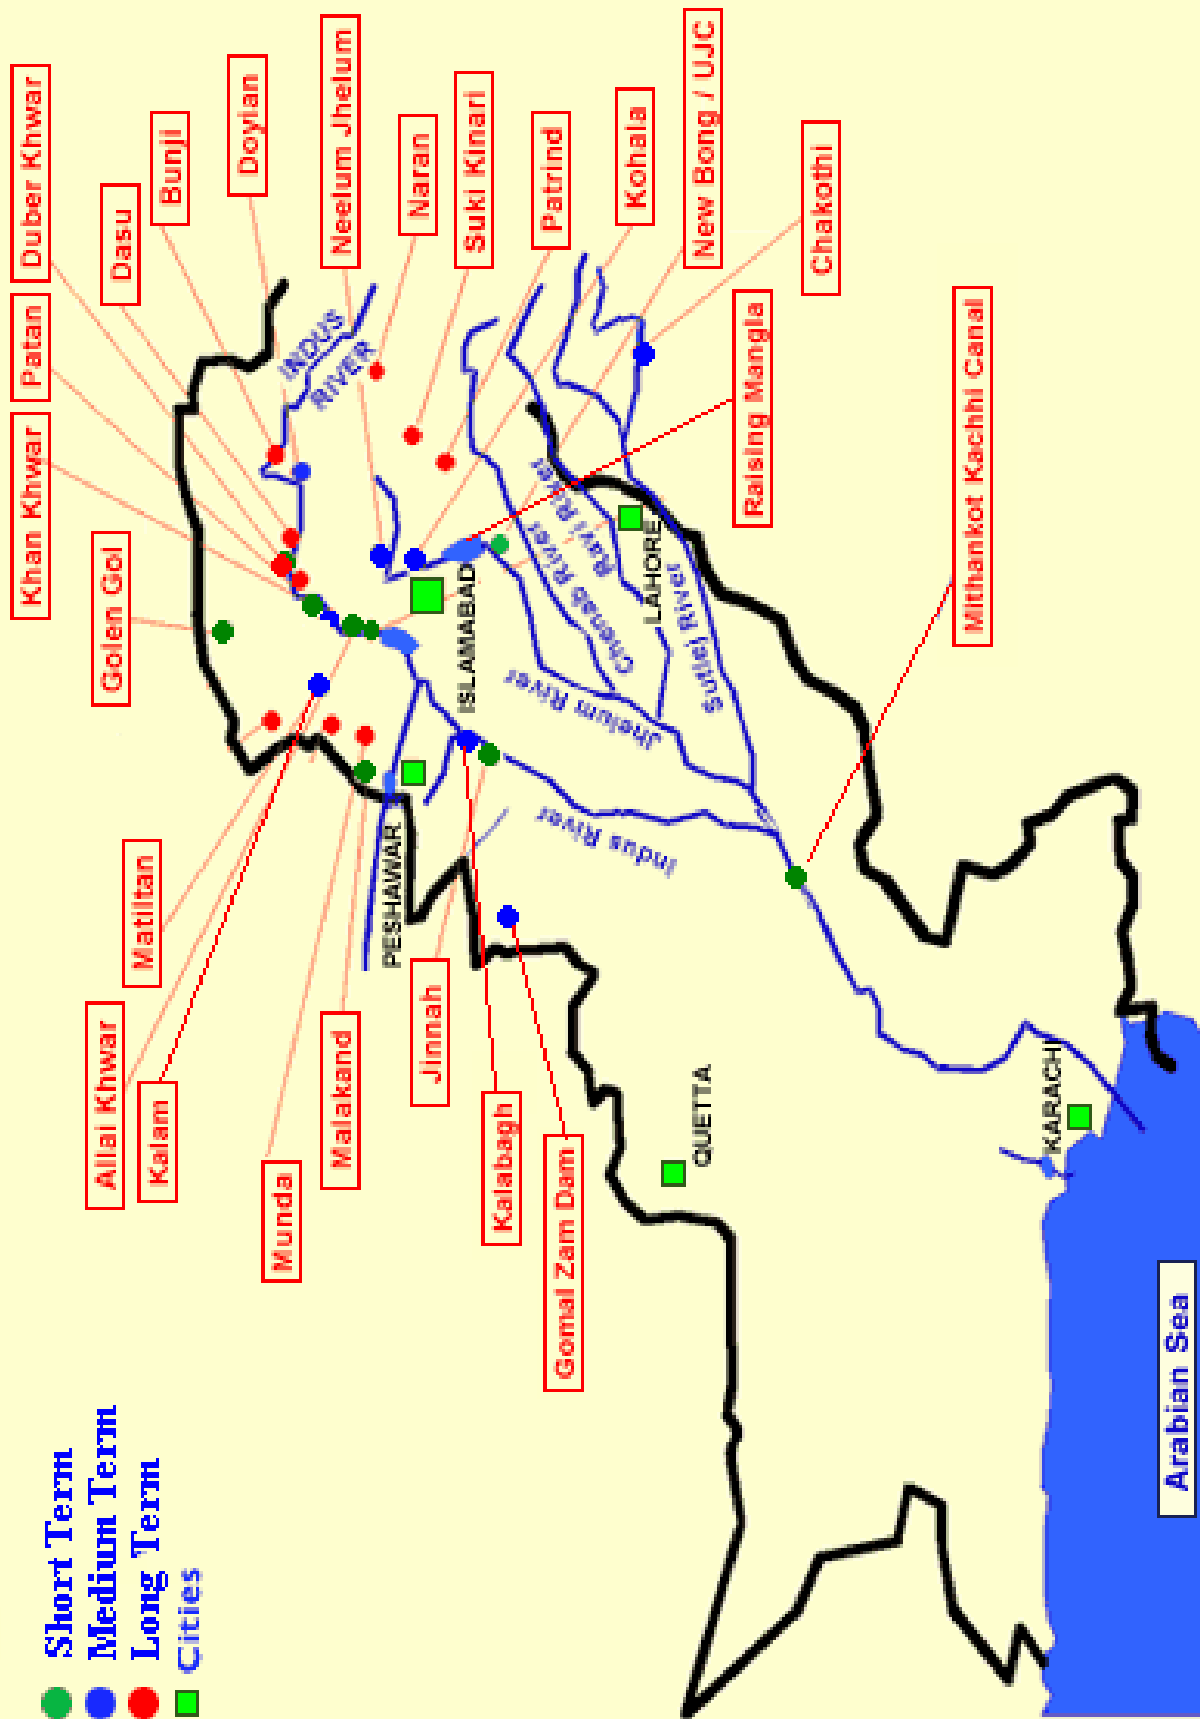 Short Term
Medium Term
Long Term
Cities
Golen Gol
Khan Khwar
Patan
Duber Khwar
Dasu
Bunji
Doyian
Neelum Jhelum
Naran
Suki Kinari
Patrind
Kohala
New Bong / UJC
Chakothi
Raising Mangla
Mithankot Kachhi Canal
Matiltan
Allai Khwar
Kalam
Munda
Malakand
Jinnah
Kalabagh
Gomal Zam Dam
INDUS
RIVER
PESHAWAR
ISLAMABAD
LAHORE
QUETTA
KARACHI
Indus River
Jhelum River
Chenab River
Ravi River
Sutlej River
Arabian Sea